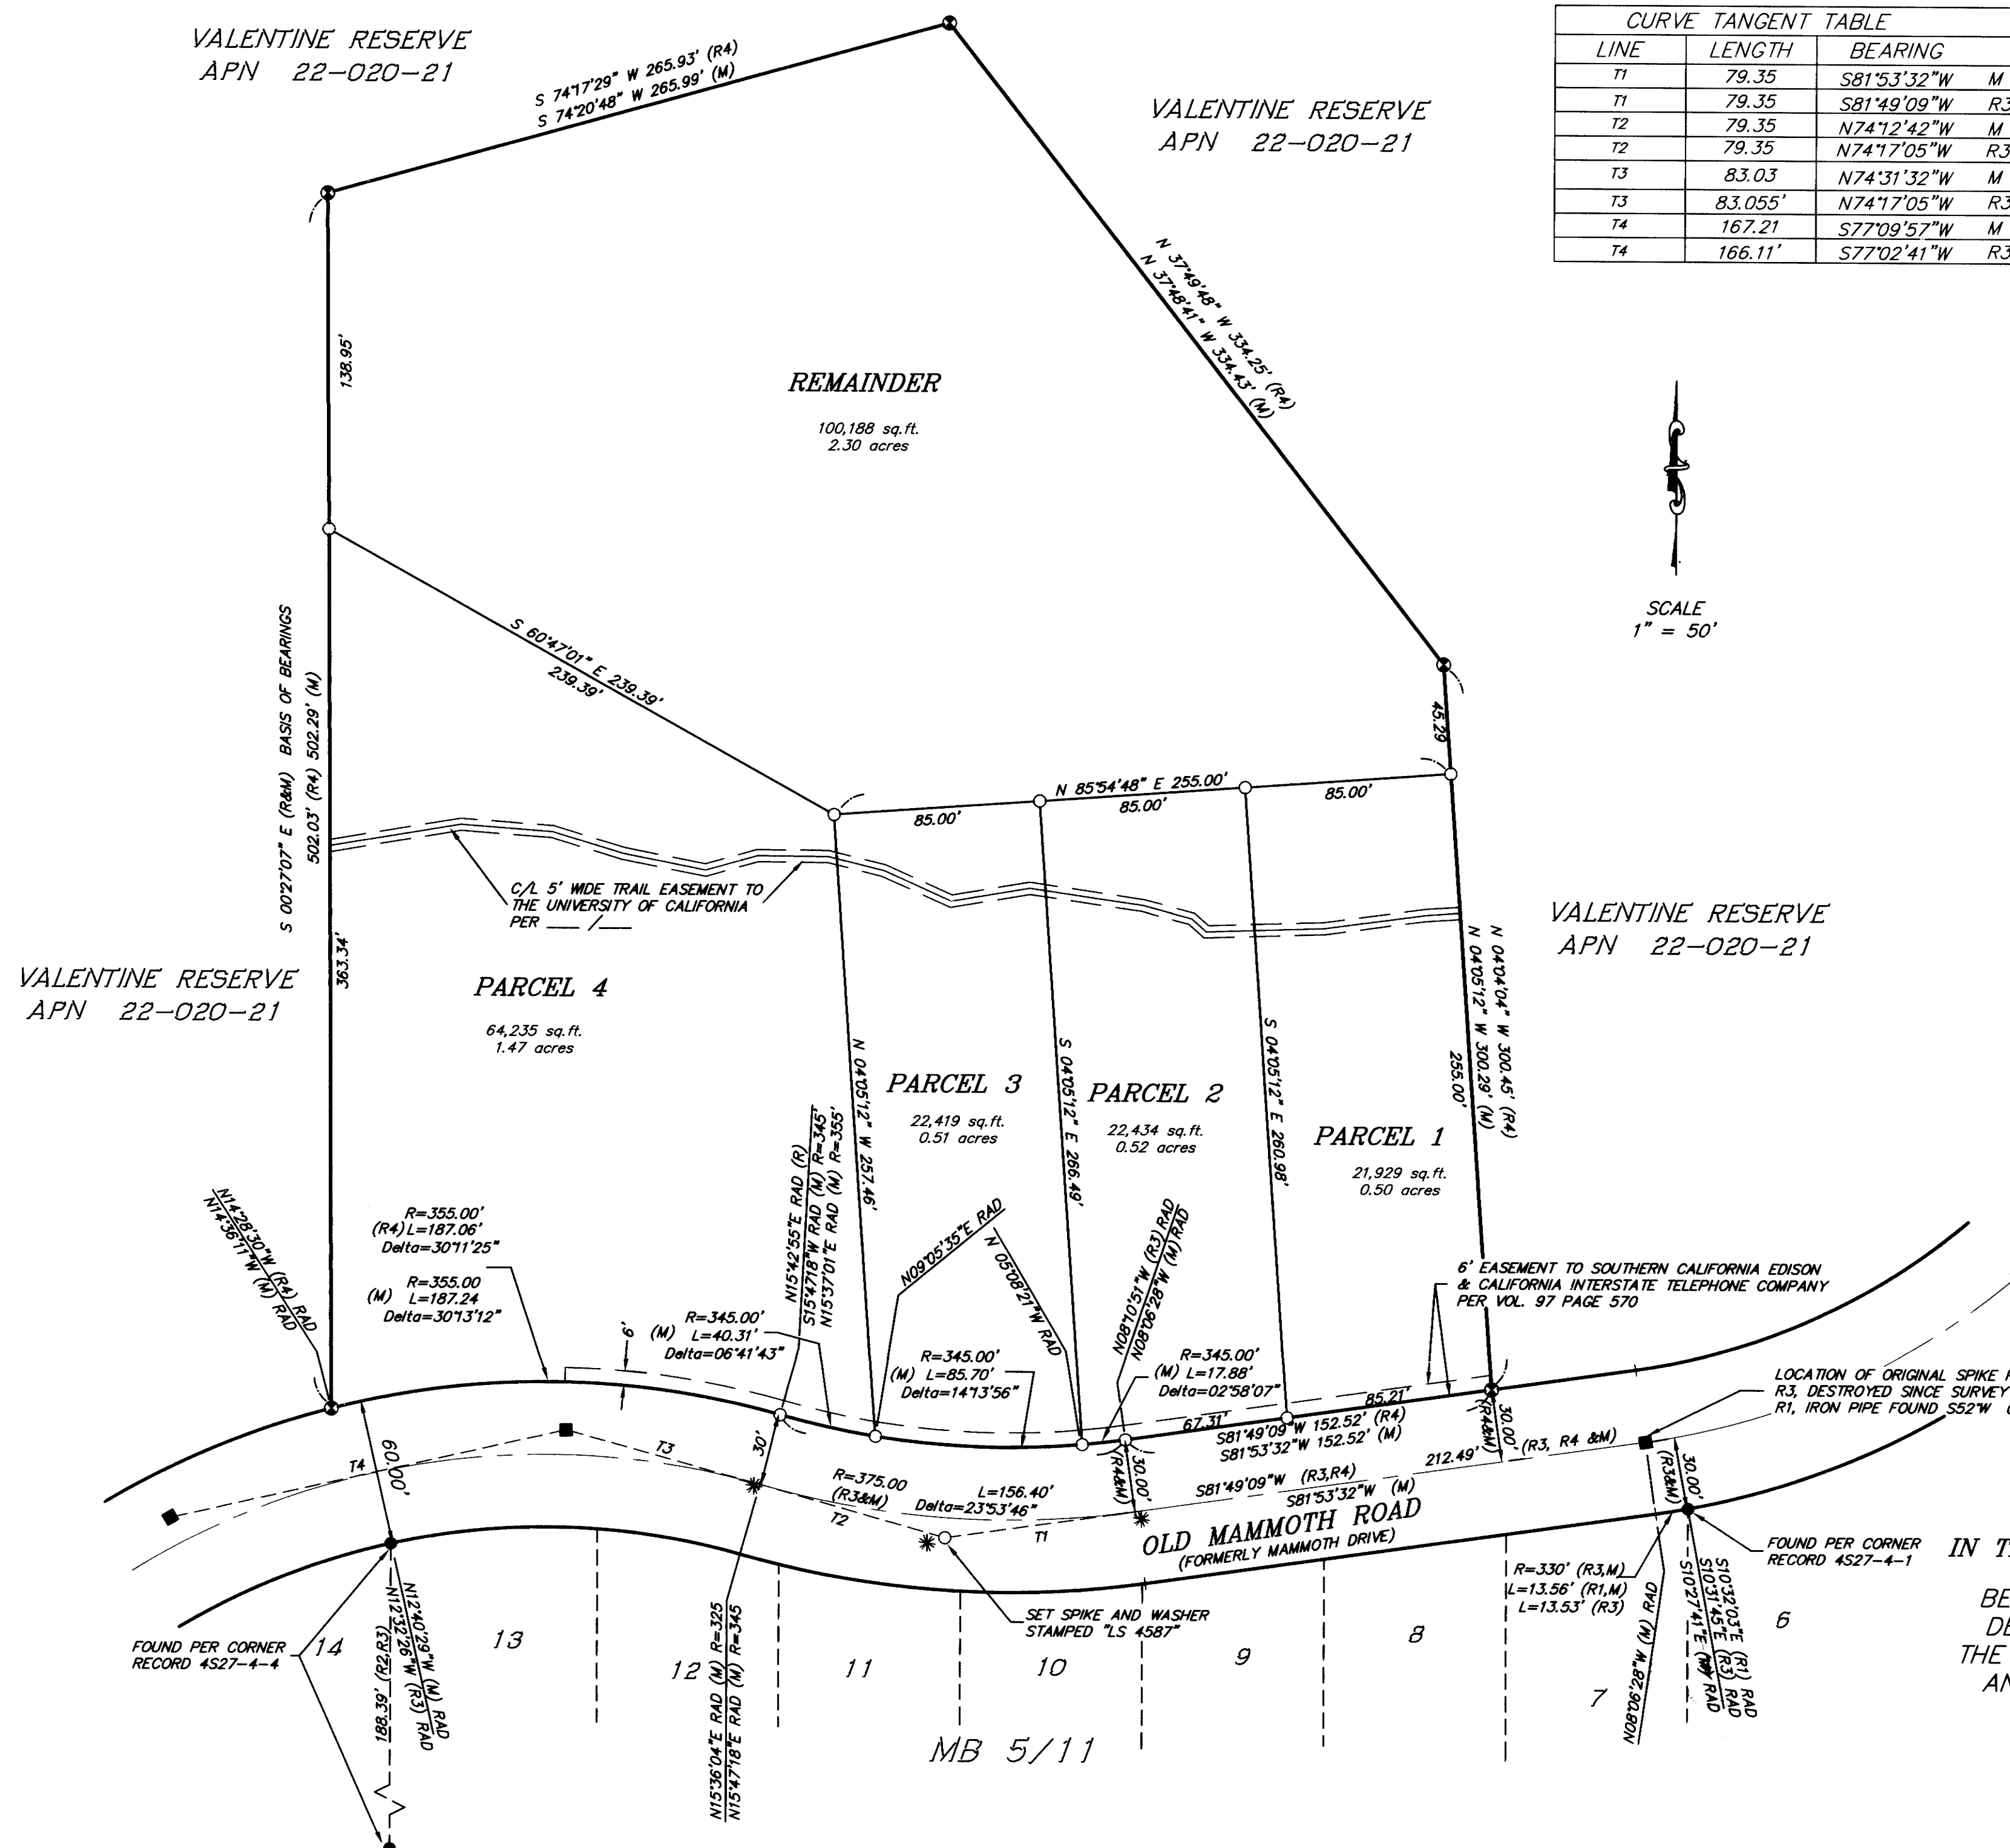 VALENTINE RESERVE
APN 22-020-21
S 74°17'29" W 265.93' (R4)
S 74°20'48" W 265.99' (M)
VALENTINE RESERVE
APN 22-020-21
CURVE TANGENT TABLE
LINE LENGTH BEARING
T1 79.35 S81°53'32"W M
T1 79.35 S81°49'09"W R3
T2 79.35 N74°12'42"W M
T2 79.35 N74°17'05"W R3
T3 83.03 N74°31'32"W M
T3 83.055' N74°17'05"W R3
T4 167.21 S77°09'57"W M
T4 166.11' S77°02'41"W R3
N 37°49'48" W 334.25' (R4)
N 37°48'41" W 334.43' (M)
138.95'
REMAINDER
100,188 sq.ft.
2.30 acres
SCALE
1" = 50'
S 60°47'01" E 239.39'
239.39'
S 00°27'07" E (R&M) BASIS OF BEARINGS
502.03' (R4) 502.29' (M)
363.34'
45.29
N 85°54'48" E 255.00'
85.00'
85.00'
85.00'
C/L 5' WIDE TRAIL EASEMENT TO
THE UNIVERSITY OF CALIFORNIA
PER ___ /___
VALENTINE RESERVE
APN 22-020-21
N 04°04'04" W 300.45' (R4)
N 04°05'12" W 300.29' (M)
255.00'
VALENTINE RESERVE
APN 22-020-21
PARCEL 4
64,235 sq.ft.
1.47 acres
N 04°05'12" W 257.46'
PARCEL 3
22,419 sq.ft.
0.51 acres
S 04°05'12" E 266.49'
PARCEL 2
22,434 sq.ft.
0.52 acres
S 04°05'12" E 260.98'
PARCEL 1
21,929 sq.ft.
0.50 acres
N14°28'30"W (R4) RAD
N14°36'11"W (M) RAD
R=355.00'
(R4) L=187.06'
Delta=30°11'25"
R=355.00
(M) L=187.24
Delta=30°13'12"
6'
R=345.00'
(M) L=40.31'
Delta=06°41'43"
N15°42'55"E RAD (R)
S15°47'18"W RAD (M) R=345'
N15°37'01"E RAD (M) R=355'
N09°05'35"E RAD
N 05°08'21"W RAD
R=345.00'
(M) L=85.70'
Delta=14°13'56"
N08°10'51"W (R3) RAD
N08°06'28"W (M) RAD
R=345.00'
(M) L=17.88'
Delta=02°58'07"
6' EASEMENT TO SOUTHERN CALIFORNIA EDISON
& CALIFORNIA INTERSTATE TELEPHONE COMPANY
PER VOL. 97 PAGE 570
LOCATION OF ORIGINAL SPIKE
R3, DESTROYED SINCE SURVEY
R1, IRON PIPE FOUND S52°W
67.31'
85.21'
S81°49'09"W 152.52' (R4)
S81°53'32"W 152.52' (M)
30.00'
(R4&M)
212.49' (R3, R4 &M)
S81°49'09"W (R3,R4)
S81°53'32"W (M)
30.00'
(R3&M)
30.00'
(R4&M)
60.00'
T4
T3
30'
R=375.00
(R3&M)
L=156.40'
Delta=23°53'46"
T2
T1
OLD MAMMOTH ROAD
(FORMERLY MAMMOTH DRIVE)
SET SPIKE AND WASHER
STAMPED "LS 4587"
R=330' (R3,M)
L=13.56' (R1,M)
L=13.53' (R3)
FOUND PER CORNER
RECORD 4S27-4-1
N08°06'28"W (M) RAD
S10°32'03"E (R1) RAD
S10°31'45"E (R3) RAD
S10°27'41"E (M) RAD
FOUND PER CORNER
RECORD 4S27-4-4
188.39' (R2,R3)
N12°40'29"W (M) RAD
N12°32'26"W (R3) RAD
N15°36'04"E RAD (M) R=325
N15°47'18"E RAD (M) R=345
14
13
12
11
10
9
8
7
6
MB 5/11
IN
BE
DE
THE
AN